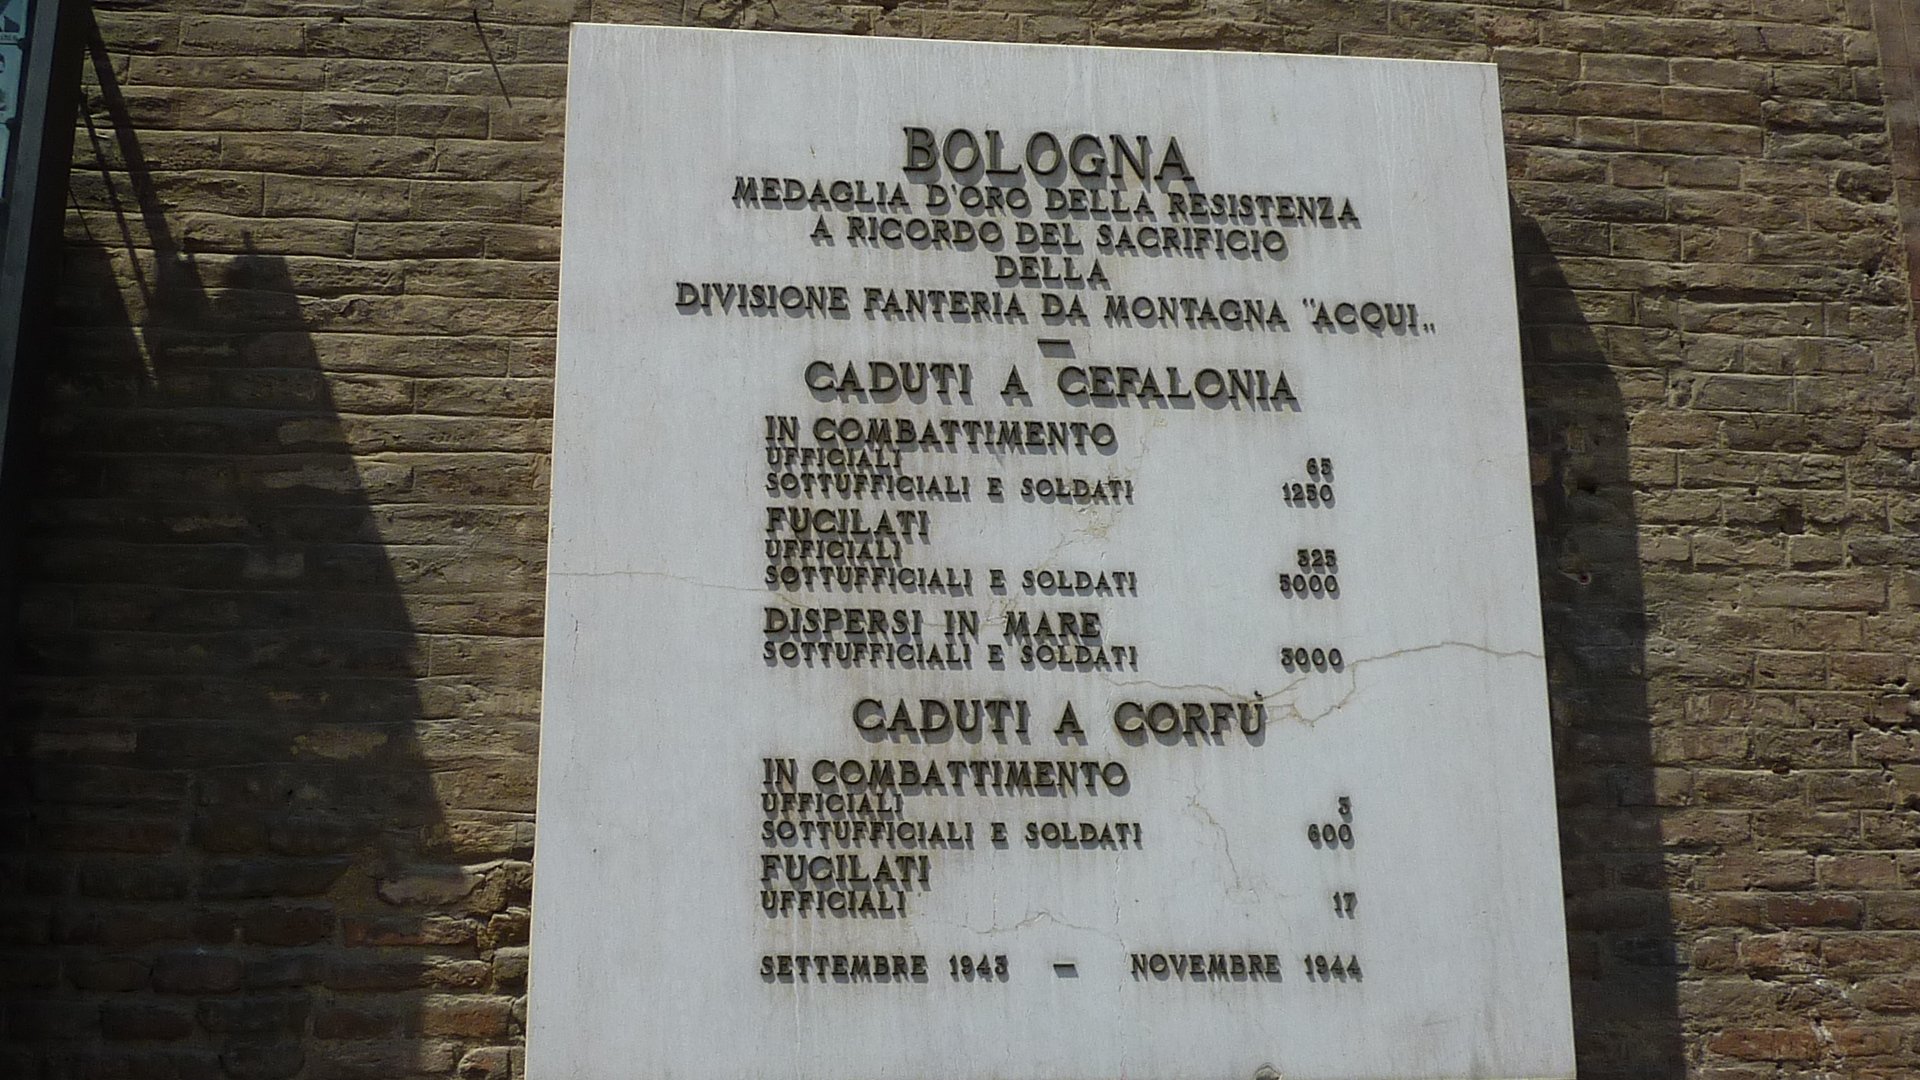 BOLOGNA
MEDAGLIA D'ORO DELLA RESISTENZA
A RICORDO DEL SACRIFICIO
DELLA
DIVISIONE FANTERIA DA MONTAGNA "ACQUI„
—
CADUTI A CEFALONIA
IN COMBATTIMENTO
UFFICIALI 65
SOTTUFFICIALI E SOLDATI 1250
FUCILATI
UFFICIALI 325
SOTTUFFICIALI E SOLDATI 5000
DISPERSI IN MARE
SOTTUFFICIALI E SOLDATI 3000
CADUTI A CORFÙ
IN COMBATTIMENTO
UFFICIALI 3
SOTTUFFICIALI E SOLDATI 600
FUCILATI
UFFICIALI 17
SETTEMBRE 1943 — NOVEMBRE 1944